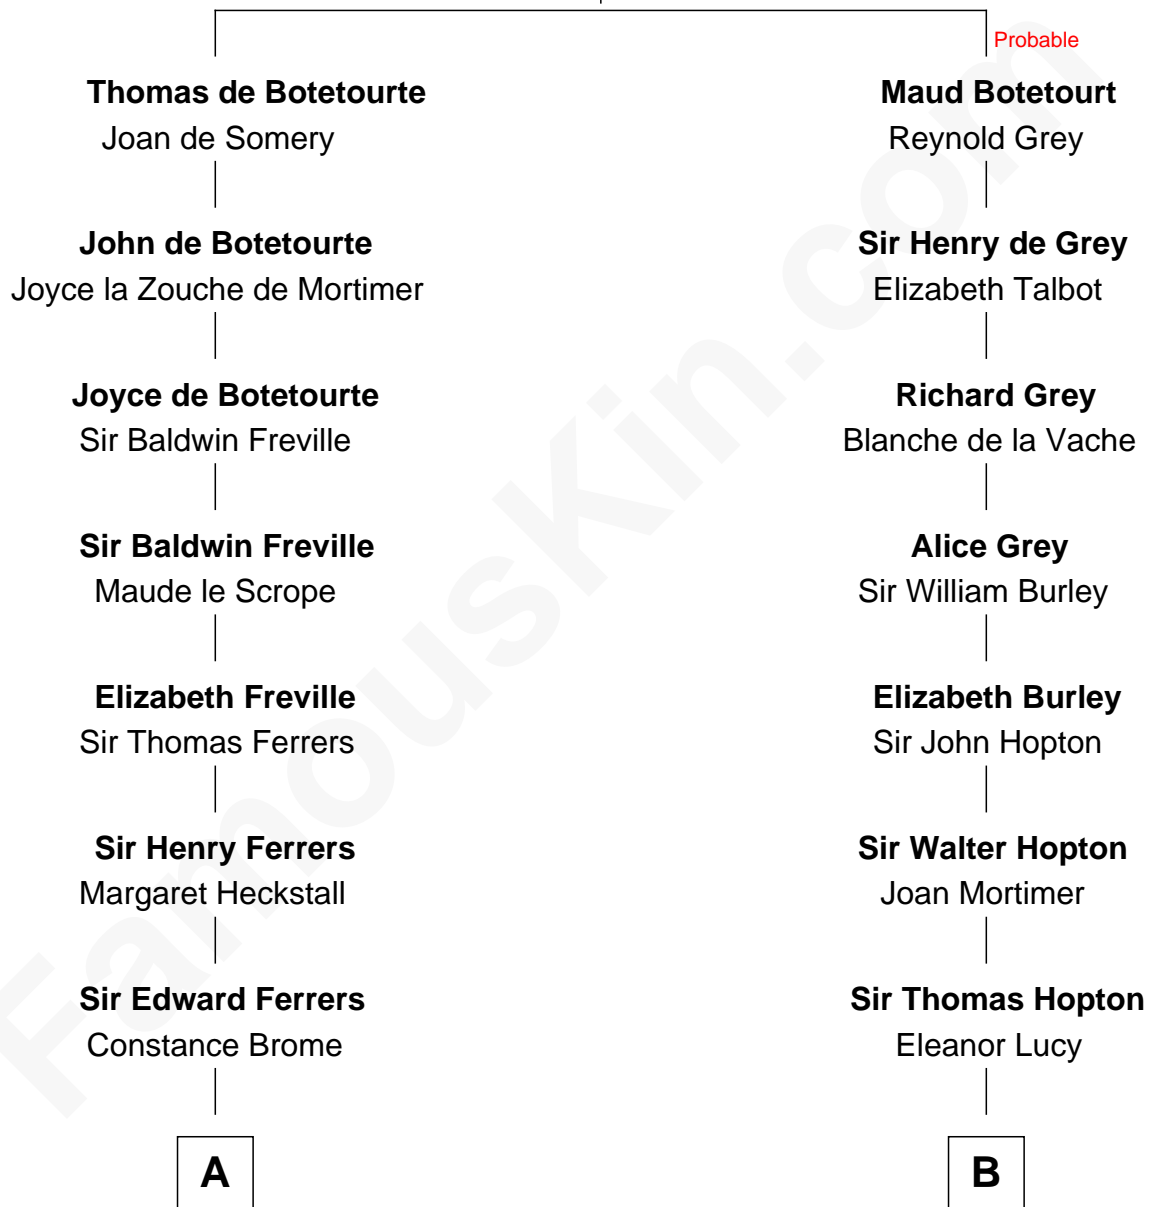 Probable
Thomas de Botetourte
Joan de Somery
Maud Botetourt
Reynold Grey
John de Botetourte
Joyce la Zouche de Mortimer
Sir Henry de Grey
Elizabeth Talbot
Joyce de Botetourte
Sir Baldwin Freville
Richard Grey
Blanche de la Vache
Sir Baldwin Freville
Maude le Scrope
Alice Grey
Sir William Burley
Elizabeth Freville
Sir Thomas Ferrers
Elizabeth Burley
Sir John Hopton
Sir Henry Ferrers
Margaret Heckstall
Sir Walter Hopton
Joan Mortimer
Sir Edward Ferrers
Constance Brome
Sir Thomas Hopton
Eleanor Lucy
A
B
FamousKin.com